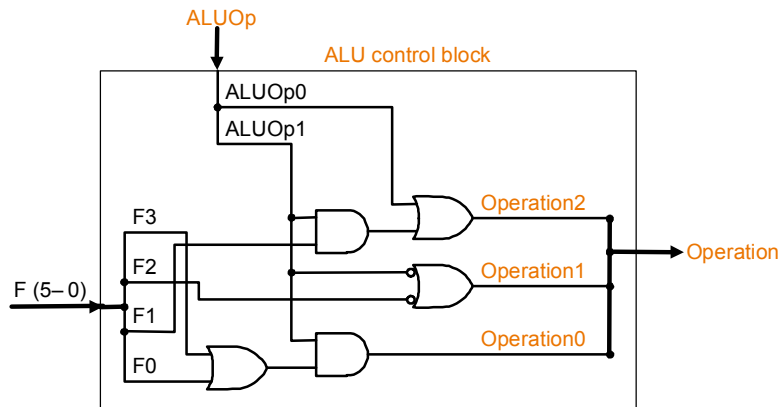 ALUOp
ALU control block
ALUOp0
ALUOp1
Operation2
F3
Operation
F2
Operation1
F (5–0)
F1
Operation0
F0